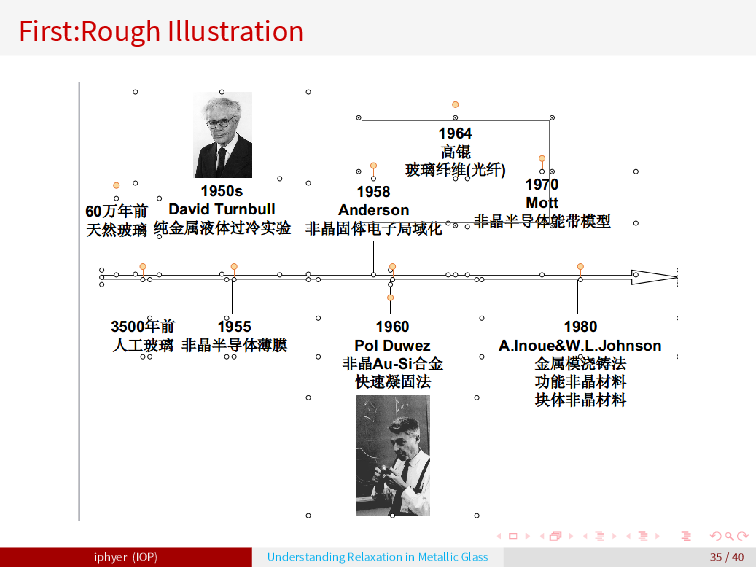 First:Rough Illustration
1964
高锟
玻璃纤维(光纤)
1950s
David Turnbull
纯金属液体过冷实验
1958
Anderson
非晶固体电子局域化
1970
Mott
非晶半导体能带模型
60万年前
天然玻璃
3500年前
人工玻璃
1955
非晶半导体薄膜
1960
Pol Duwez
非晶Au-Si合金
快速凝固法
1980
A.Inoue&W.L.Johnson
金属模浇铸法
功能非晶材料
块体非晶材料
iphyer (IOP)
Understanding Relaxation in Metallic Glass
35 / 40